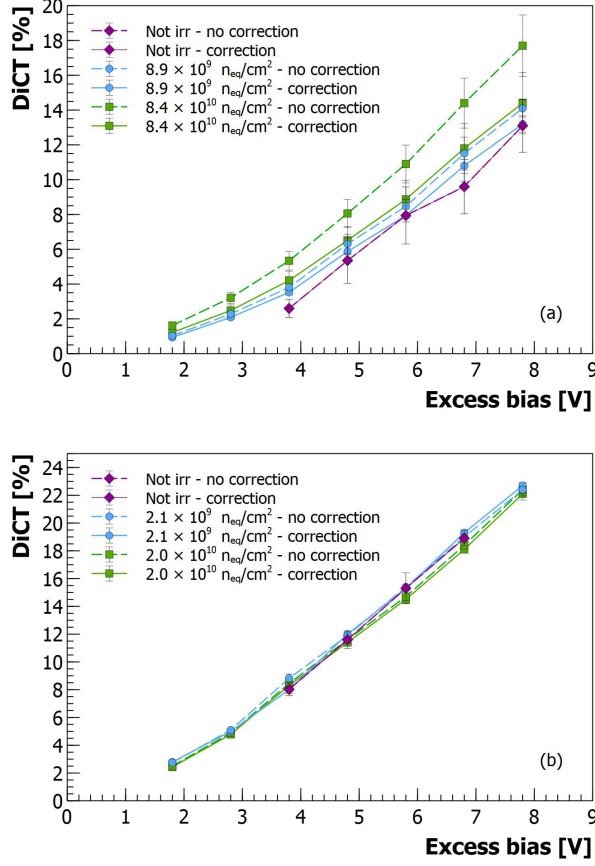 DiCT [%]
20
18
16
14
12
10
8
6
4
2
0
Not irr - no correction
Not irr - correction
8.9 × 10⁹ n_eq/cm² - no correction
8.9 × 10⁹ n_eq/cm² - correction
8.4 × 10¹⁰ n_eq/cm² - no correction
8.4 × 10¹⁰ n_eq/cm² - correction
(a)
0 1 2 3 4 5 6 7 8 9
Excess bias [V]
DiCT [%]
24
22
20
18
16
14
12
10
8
6
4
2
0
Not irr - no correction
Not irr - correction
2.1 × 10⁹ n_eq/cm² - no correction
2.1 × 10⁹ n_eq/cm² - correction
2.0 × 10¹⁰ n_eq/cm² - no correction
2.0 × 10¹⁰ n_eq/cm² - correction
(b)
0 1 2 3 4 5 6 7 8 9
Excess bias [V]